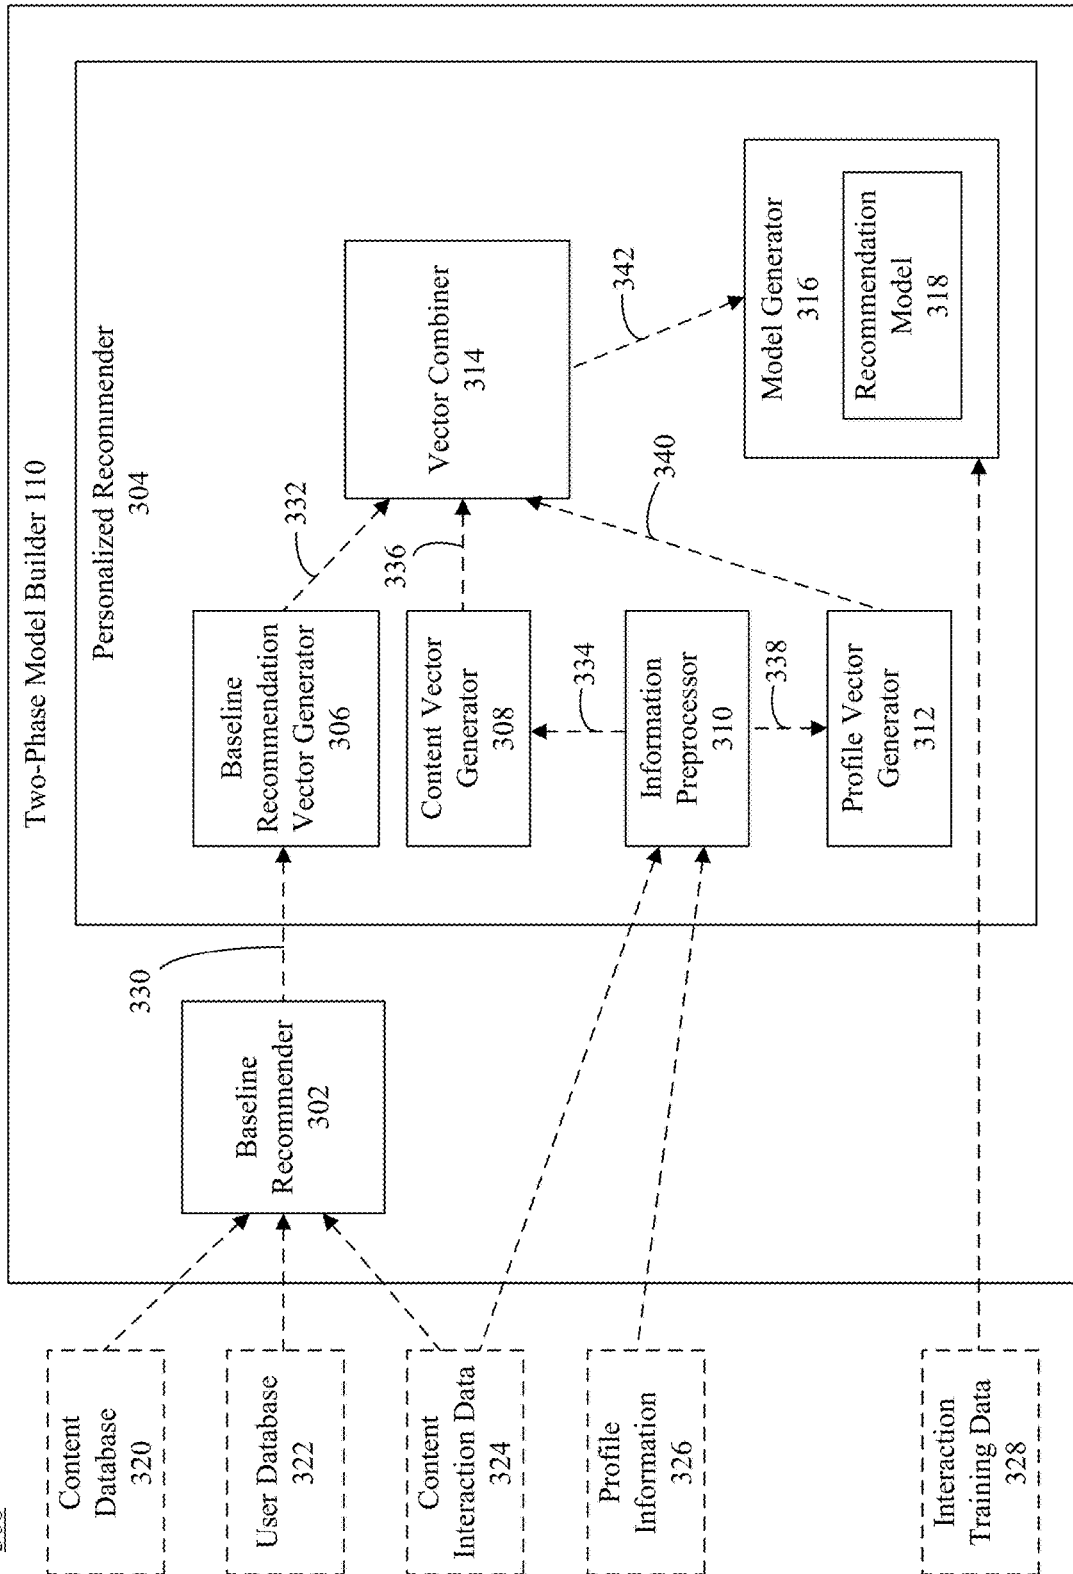 Two-Phase Model Builder 110
Personalized Recommender
304
Content
Database
320
User Database
322
Content
Interaction Data
324
Profile
Information
326
Interaction
Training Data
328
Baseline
Recommender
302
330
Baseline
Recommendation
Vector Generator
306
332
Content Vector
Generator
308
336
334
Information
Preprocessor
310
338
Profile Vector
Generator
312
340
Vector Combiner
314
342
Model Generator
316
Recommendation
Model
318